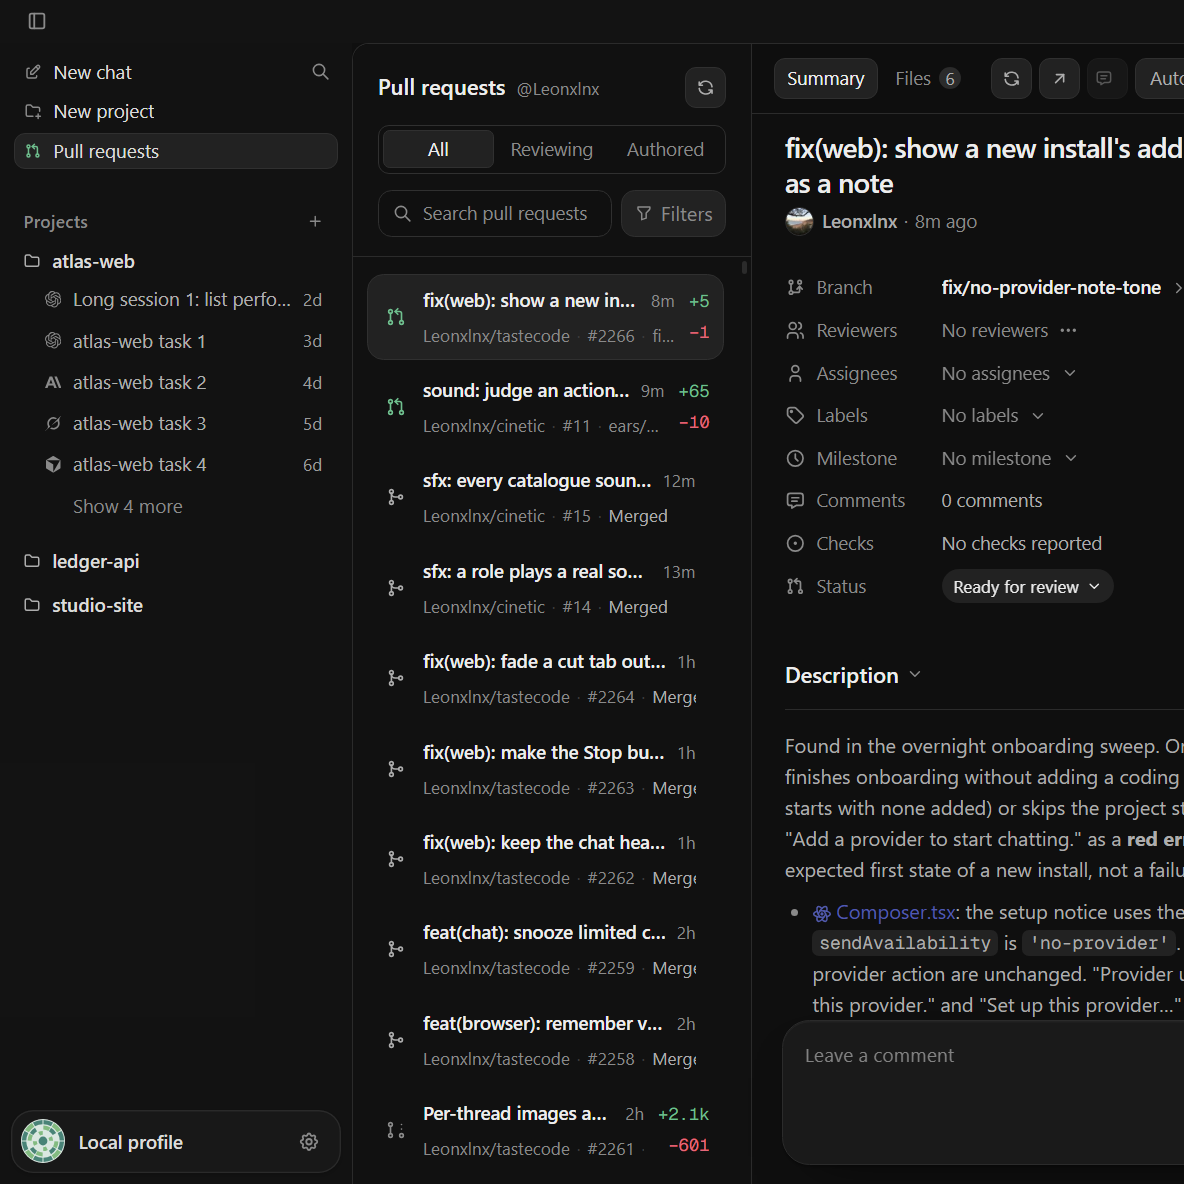 New chat
New project
Pull requests
Projects
atlas-web
Long session 1: list perfo... 2d
atlas-web task 1 3d
atlas-web task 2 4d
atlas-web task 3 5d
atlas-web task 4 6d
Show 4 more
ledger-api
studio-site
Local profile
Pull requests @Leonxlnx
All Reviewing Authored
Search pull requests Filters
fix(web): show a new in... 8m +5
Leonxlnx/tastecode · #2266 · fi... −1
sound: judge an action... 9m +65
Leonxlnx/cinetic · #11 · ears/... −10
sfx: every catalogue soun... 12m
Leonxlnx/cinetic · #15 · Merged
sfx: a role plays a real so... 13m
Leonxlnx/cinetic · #14 · Merged
fix(web): fade a cut tab out... 1h
Leonxlnx/tastecode · #2264 · Merge
fix(web): make the Stop bu... 1h
Leonxlnx/tastecode · #2263 · Merge
fix(web): keep the chat hea... 1h
Leonxlnx/tastecode · #2262 · Merge
feat(chat): snooze limited c... 2h
Leonxlnx/tastecode · #2259 · Merge
feat(browser): remember v... 2h
Leonxlnx/tastecode · #2258 · Merge
Per-thread images a... 2h +2.1k
Leonxlnx/tastecode · #2261 · −601
Summary Files 6 Auto
fix(web): show a new install's add
as a note
Leonxlnx · 8m ago
Branch fix/no-provider-note-tone
Reviewers No reviewers ···
Assignees No assignees
Labels No labels
Milestone No milestone
Comments 0 comments
Checks No checks reported
Status Ready for review
Description
Found in the overnight onboarding sweep. Or
finishes onboarding without adding a coding
starts with none added) or skips the project st
"Add a provider to start chatting." as a red err
expected first state of a new install, not a failu
• Composer.tsx: the setup notice uses the
sendAvailability is 'no-provider'.
provider action are unchanged. "Provider u
this provider." and "Set up this provider..."
Leave a comment